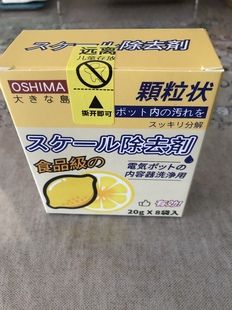 スケール除去剤
远离
儿童存放
OSHIMA
大きな島
顆粒状
撕开即可
ポット内の汚れを
スッキリ分解
スケール除去剤
食品級の
電気ポットの
内容器洗浄用
20g X 8袋入